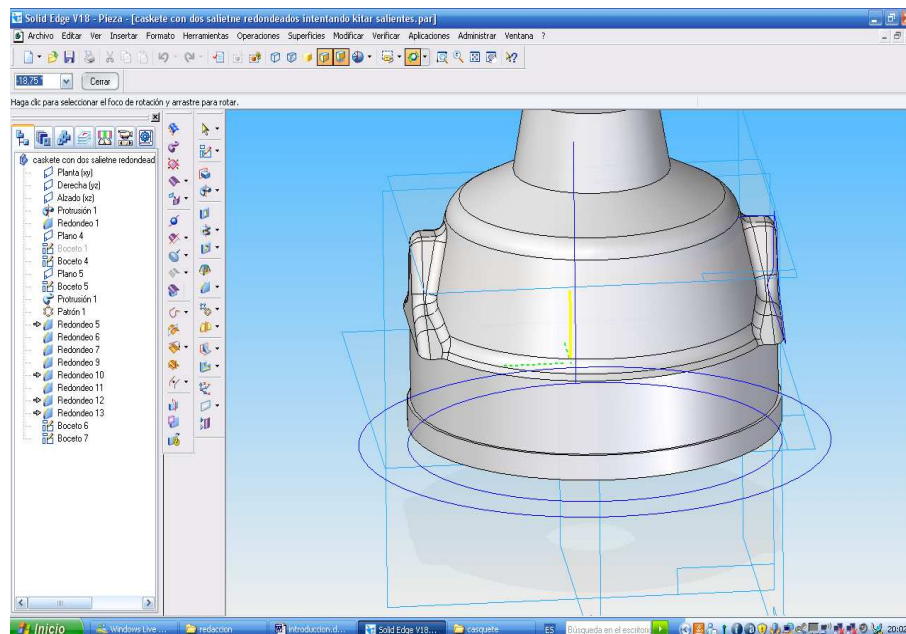 Solid Edge V18 - Pieza - [caskete con dos salietne redondeados intentando kitar salientes.par]
Archivo Editar Ver Insertar Formato Herramientas Operaciones Superficies Modificar Verificar Aplicaciones Administrar Ventana ?
-18,75° Cerrar
Haga clic para seleccionar el foco de rotación y arrastre para rotar.
caskete con dos salietne redondead
Planta (xy)
Derecha (yz)
Alzado (xz)
Protrusión 1
Redondeo 1
Plano 4
Boceto 1
Boceto 4
Plano 5
Boceto 5
Protrusión 1
Patrón 1
Redondeo 5
Redondeo 6
Redondeo 7
Redondeo 9
Redondeo 10
Redondeo 11
Redondeo 12
Redondeo 13
Boceto 6
Boceto 7
Inicio Windows Live ... redaccion introduccion.d... Solid Edge V18... casquete ES Búsqueda en el escritorio 20:02